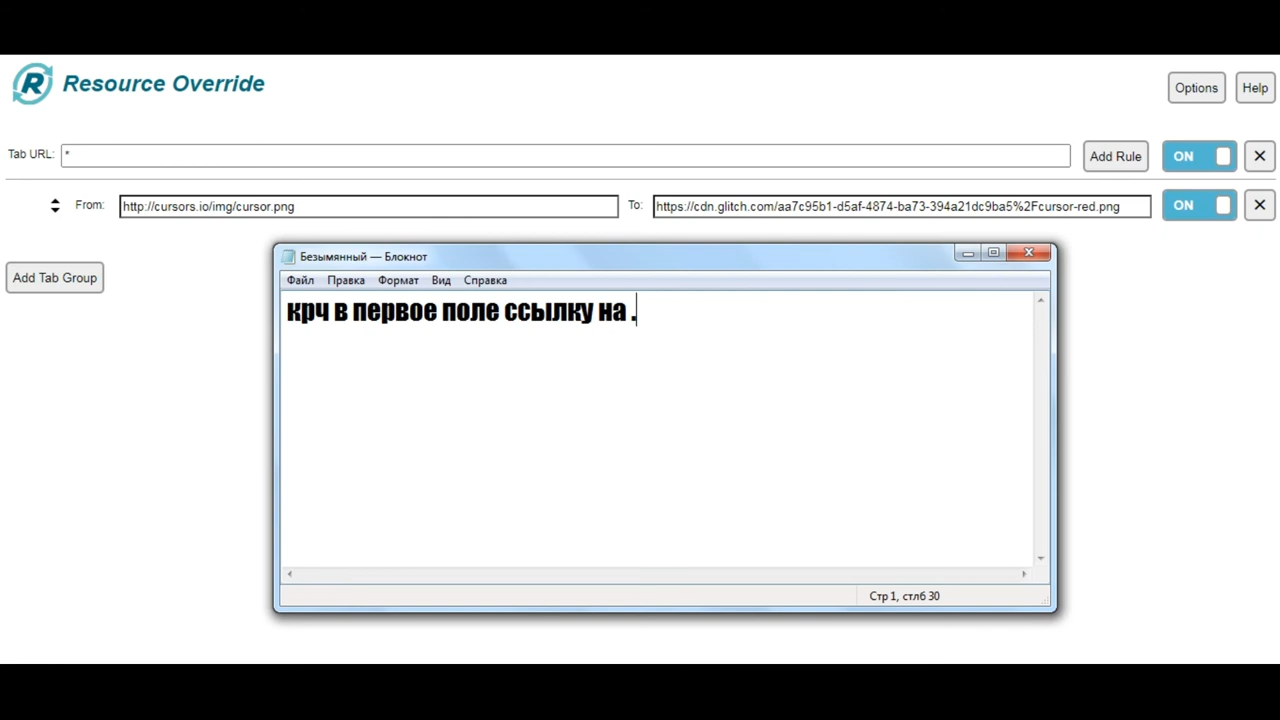 Resource Override
Options Help
Tab URL: * Add Rule ON ✕
From: http://cursors.io/img/cursor.png To: https://cdn.glitch.com/aa7c95b1-d5af-4874-ba73-394a21dc9ba5%2Fcursor-red.png ON ✕
Add Tab Group
Безымянный — Блокнот
Файл Правка Формат Вид Справка
крч в первое поле ссылку на .
Стр 1, стлб 30